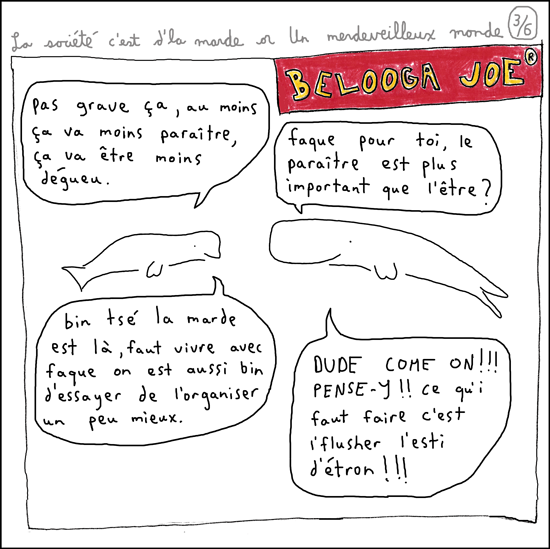 La société c'est d'la marde or Un merdeveilleux monde 3/6
BELOOGA JOE®
pas grave ça, au moins
ça va moins paraître,
ça va être moins
dégueu.
faque pour toi, le
paraître est plus
important que l'être?
bin tsé la marde
est là, faut vivre avec
faque on est aussi bin
d'essayer de l'organiser
un peu mieux.
DUDE COME ON!!!
PENSE-Y!! ce qu'i
faut faire c'est
l'flusher l'esti
d'étron!!!